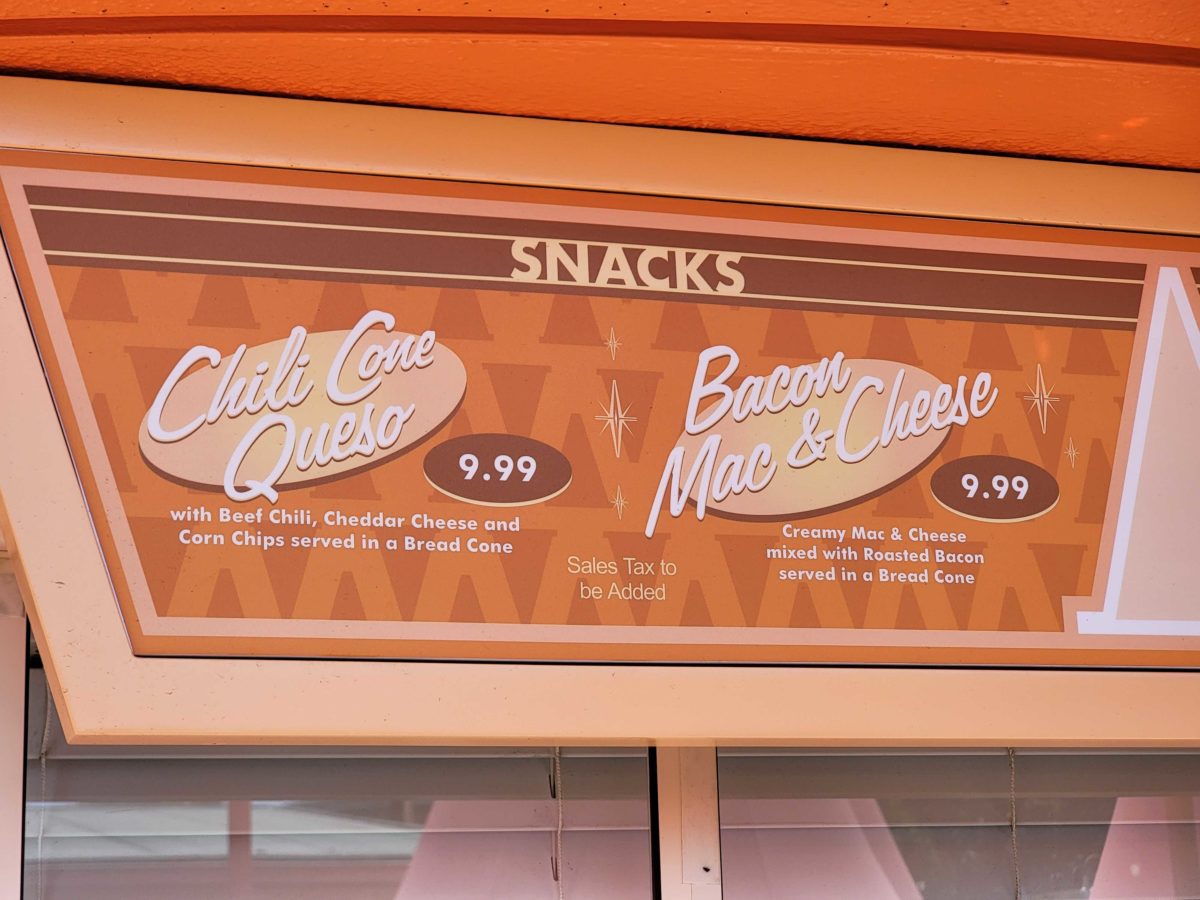 SNACKS
Chili Cone
Queso
9.99
with Beef Chili, Cheddar Cheese and
Corn Chips served in a Bread Cone
Sales Tax to
be Added
Bacon
Mac & Cheese
9.99
Creamy Mac & Cheese
mixed with Roasted Bacon
served in a Bread Cone